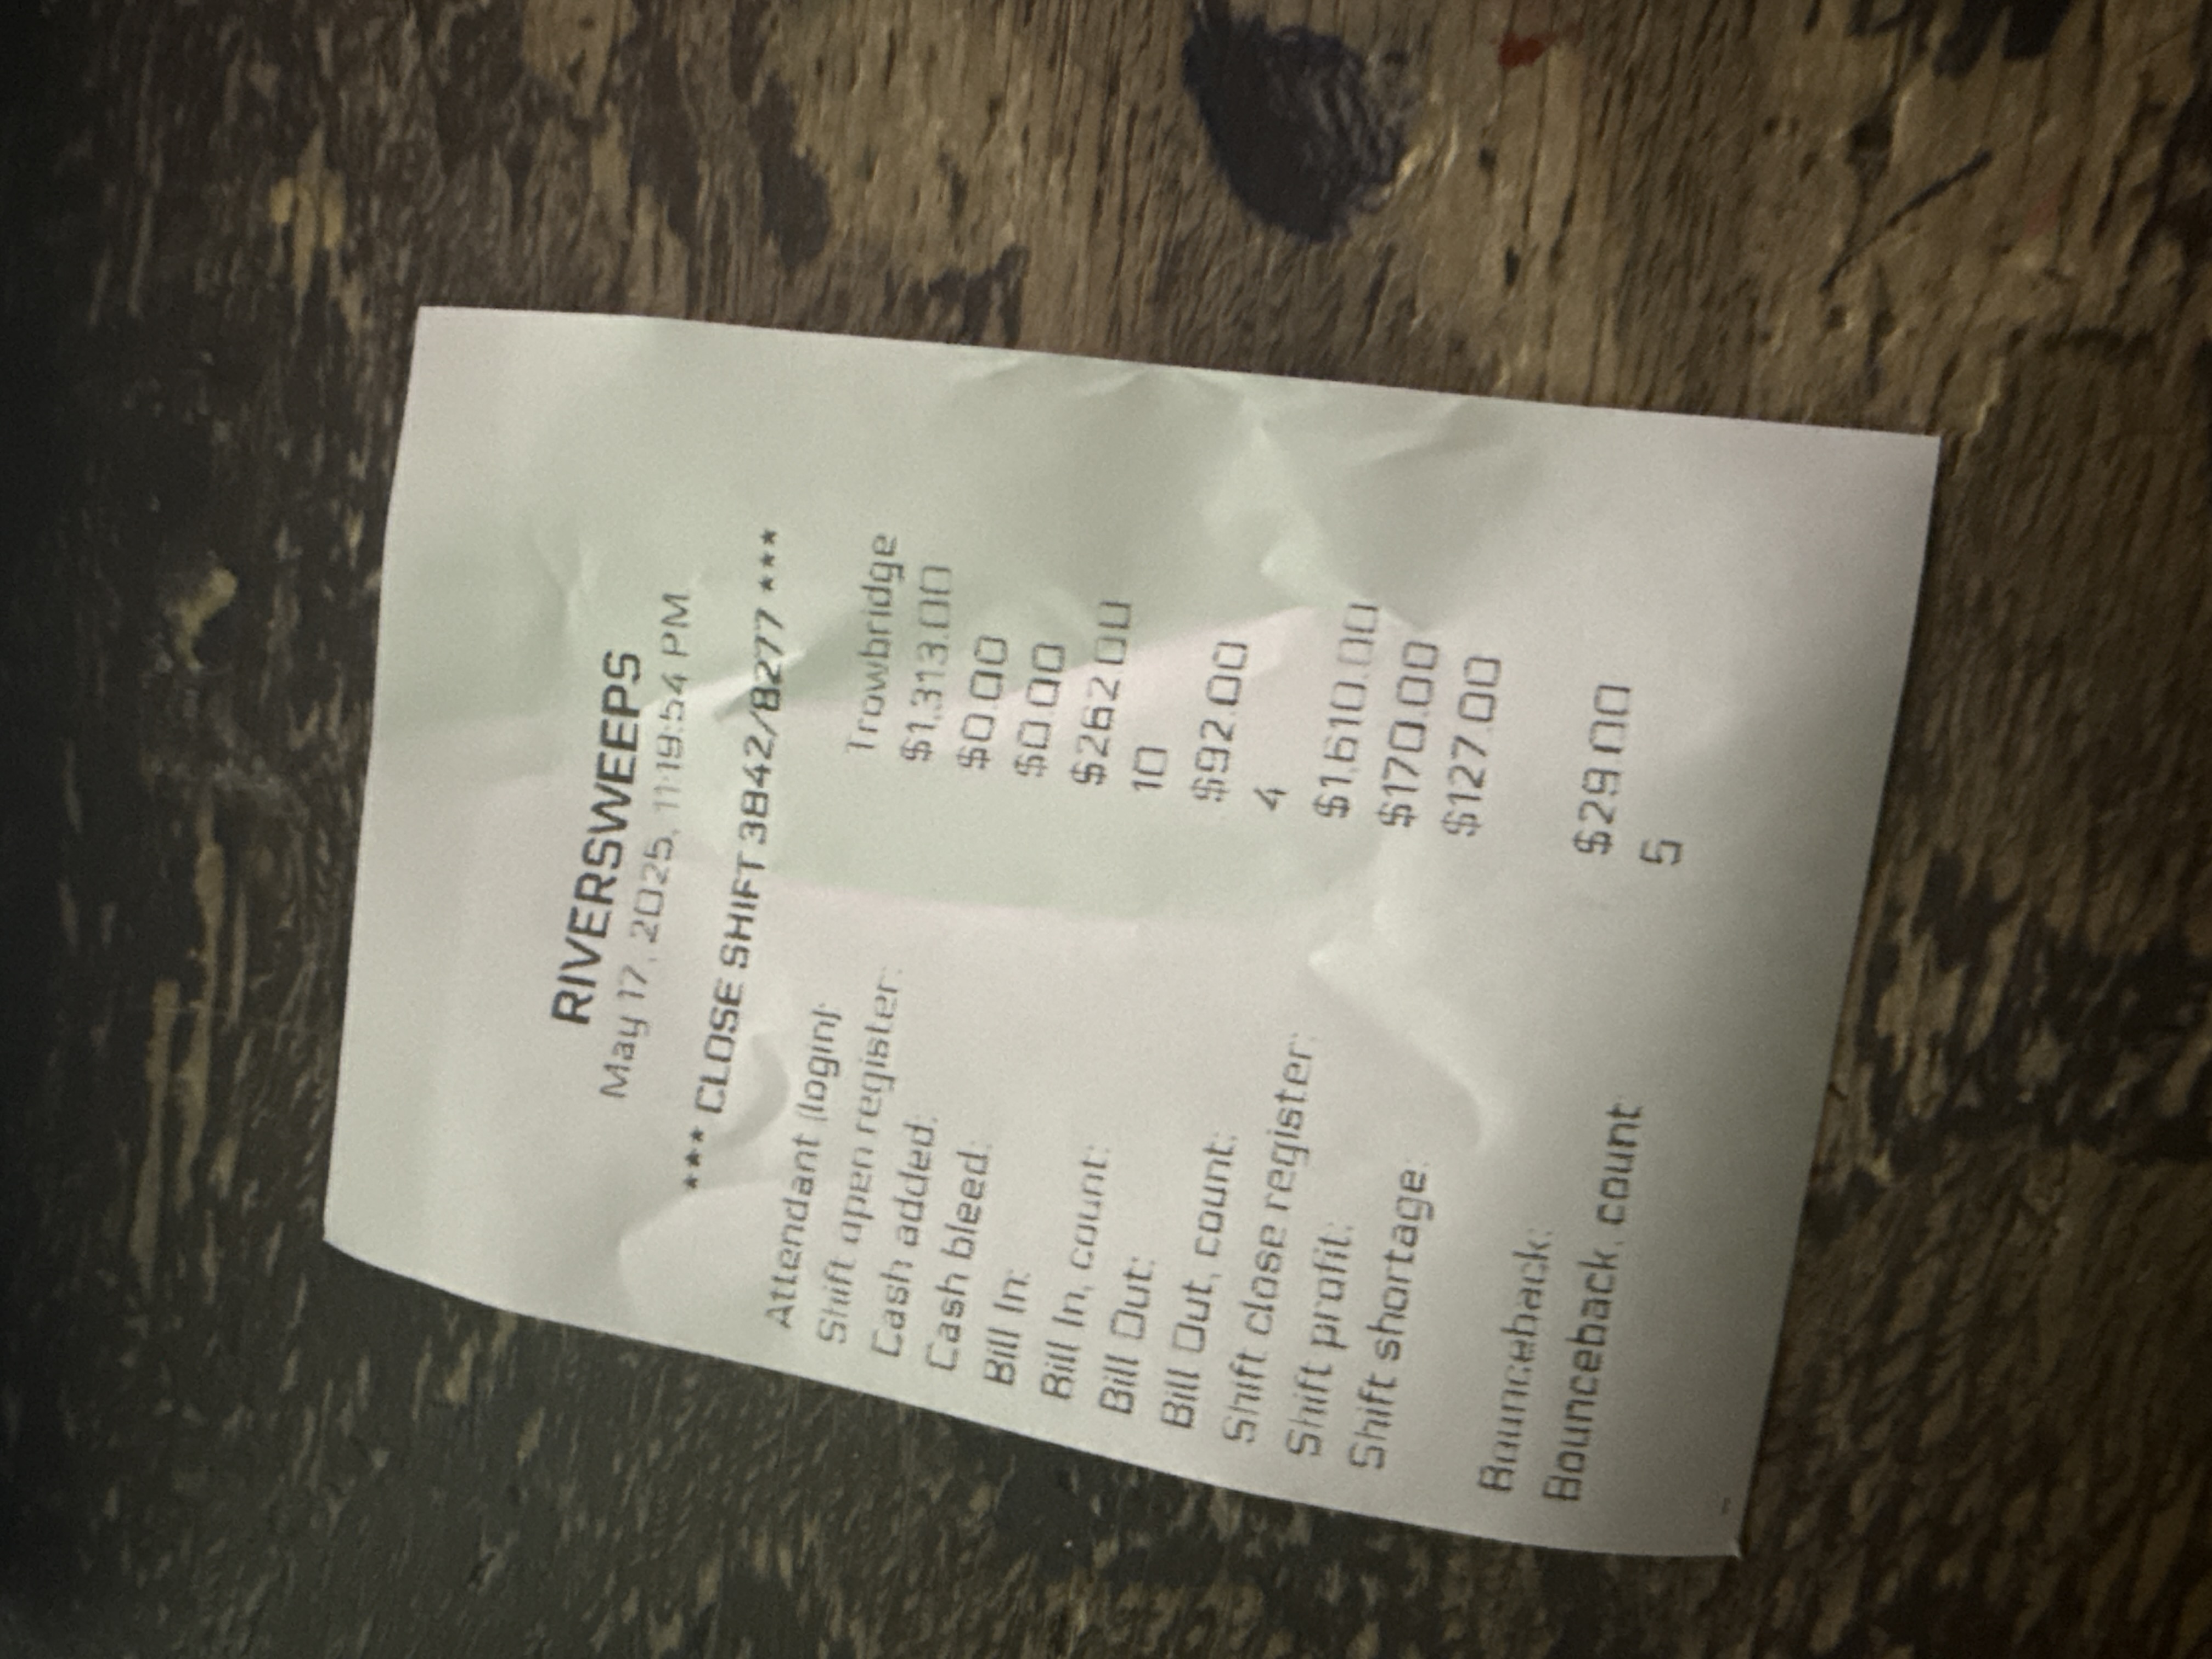 RIVERSWEEPS
May 17, 2025, 11:19:54 PM
*** CLOSE SHIFT 3842/8277 ***
Attendant (login): Trowbridge
Shift open register: $1,313.00
Cash added: $0.00
Cash bleed: $0.00
Bill In: $262.00
Bill In, count: 10
Bill Out: $92.00
Bill Out, count: 4
Shift close register: $1,610.00
Shift profit: $170.00
Shift shortage: $127.00
Bounceback: $29.00
Bounceback, count: 5